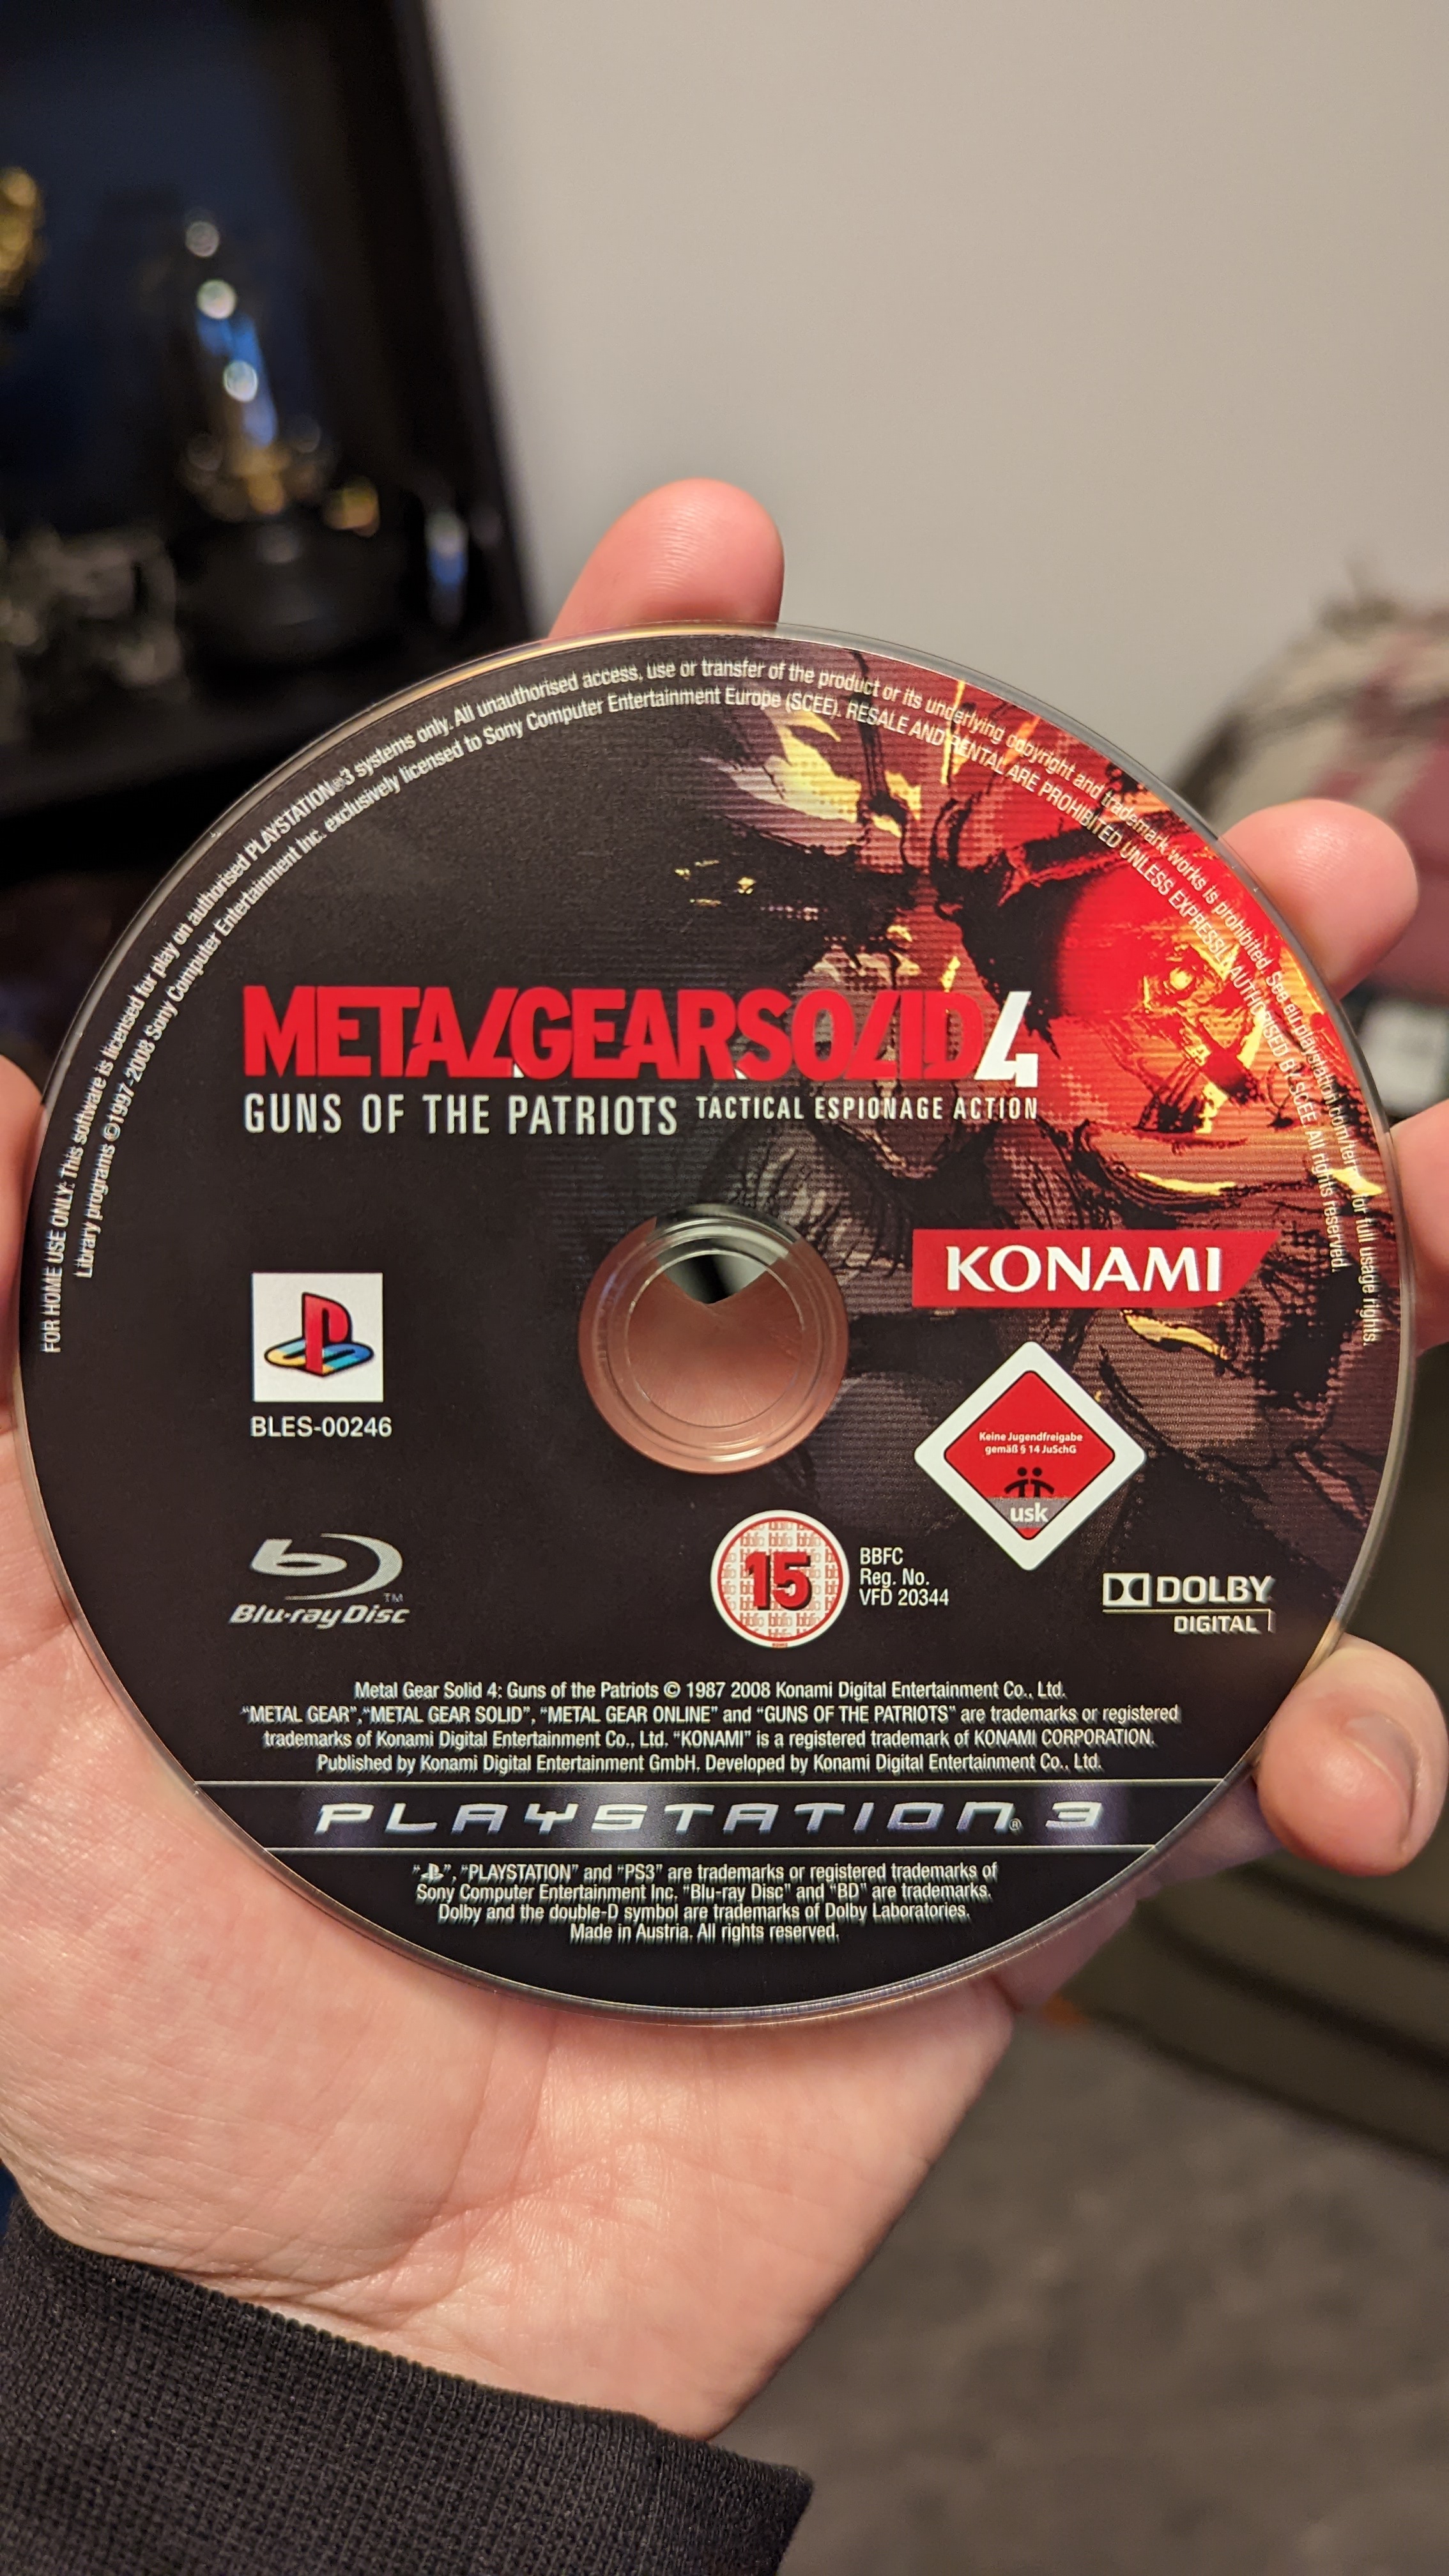 FOR HOME USE ONLY: This software is licensed for play on authorised PLAYSTATION®3 systems only. All unauthorised access, use or transfer of the product or its underlying copyright and trademark works is prohibited. See eu.playstation.com/terms for full usage rights.
Library programs ©1997-2008 Sony Computer Entertainment Inc. exclusively licensed to Sony Computer Entertainment Europe (SCEE). RESALE AND RENTAL ARE PROHIBITED UNLESS EXPRESSLY AUTHORISED BY SCEE. All rights reserved.
METAL GEAR SOLID 4
GUNS OF THE PATRIOTS TACTICAL ESPIONAGE ACTION
KONAMI
BLES-00246
Keine Jugendfreigabe
gemäß § 14 JuSchG
usk
Blu-ray Disc™
15
BBFC
Reg. No.
VFD 20344
DOLBY
DIGITAL
Metal Gear Solid 4: Guns of the Patriots © 1987 2008 Konami Digital Entertainment Co., Ltd.
“METAL GEAR”,“METAL GEAR SOLID”, “METAL GEAR ONLINE” and “GUNS OF THE PATRIOTS” are trademarks or registered
trademarks of Konami Digital Entertainment Co., Ltd. “KONAMI” is a registered trademark of KONAMI CORPORATION.
Published by Konami Digital Entertainment GmbH. Developed by Konami Digital Entertainment Co., Ltd.
PLAYSTATION® 3
“PS”, “PLAYSTATION” and “PS3” are trademarks or registered trademarks of
Sony Computer Entertainment Inc. “Blu-ray Disc” and “BD” are trademarks.
Dolby and the double-D symbol are trademarks of Dolby Laboratories.
Made in Austria. All rights reserved.